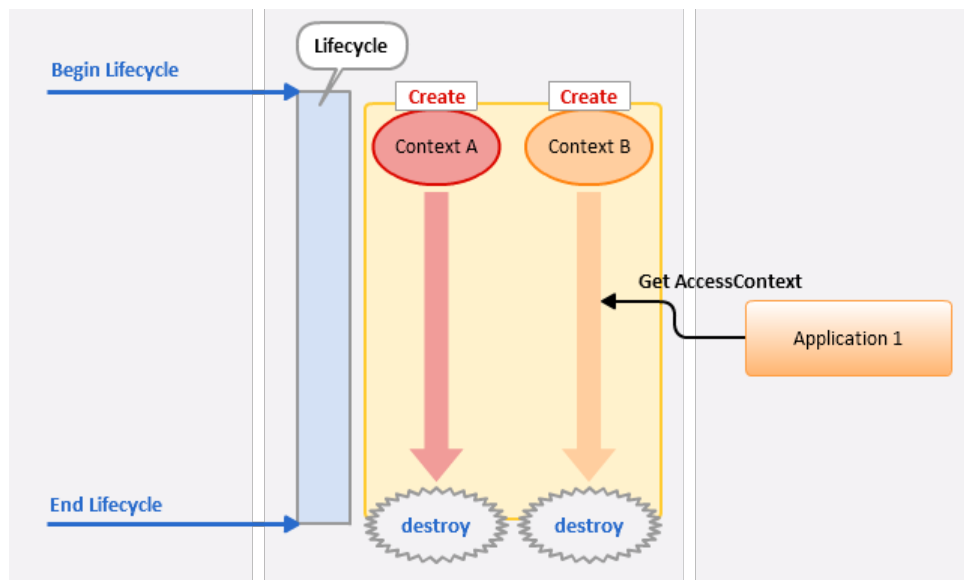 Lifecycle
Begin Lifecycle
Create
Create
Context A
Context B
Get AccessContext
Application 1
End Lifecycle
destroy
destroy